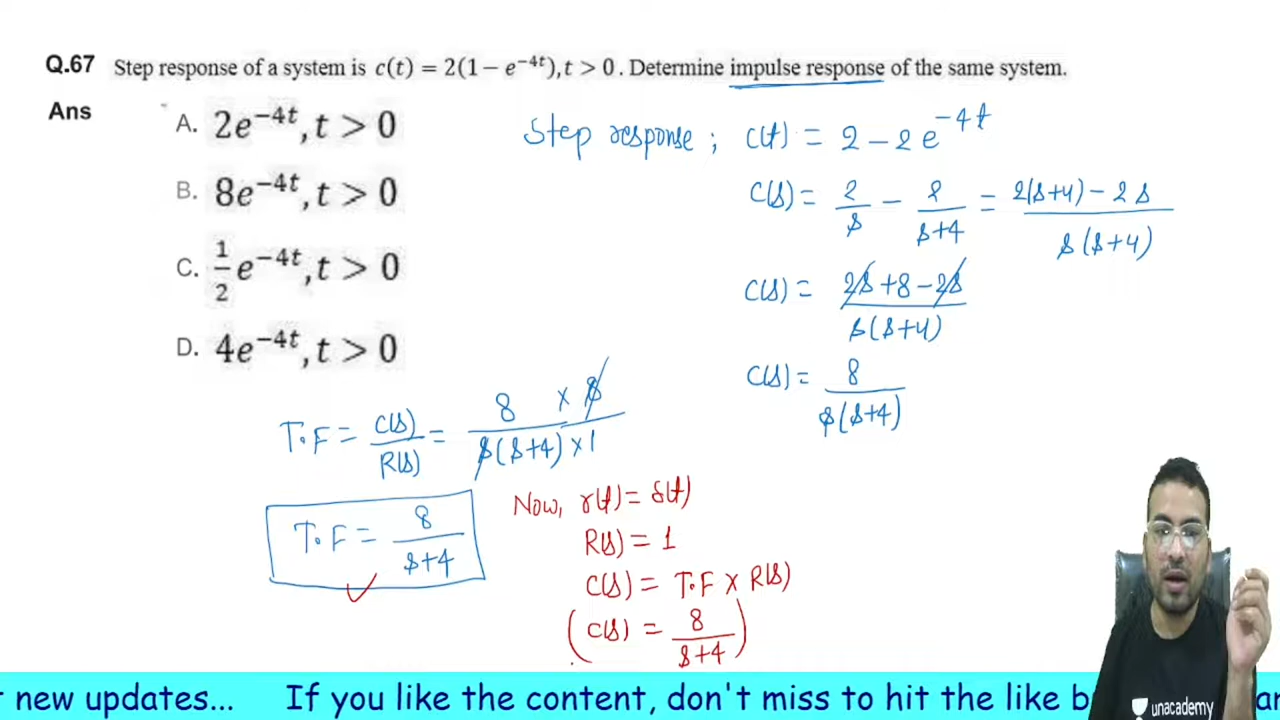 Q.67 Step response of a system is c(t) = 2(1− e^{−4t}), t > 0. Determine impulse response of the same system.
Ans
A. 2e^{−4t}, t > 0
B. 8e^{−4t}, t > 0
C. 1/2 e^{−4t}, t > 0
D. 4e^{−4t}, t > 0
Step response ; c(t) = 2 − 2e^{−4t}
C(s) = 2/s − 2/(s+4) = (2(s+4) − 2s)/(s(s+4))
C(s) = (2s + 8 − 2s)/(s(s+4))
C(s) = 8/(s(s+4))
T.F = C(s)/R(s) = (8 × s)/(s(s+4) × 1)
T.F = 8/(s+4)
Now, r(t) = δ(t)
R(s) = 1
C(s) = T.F × R(s)
(C(s) = 8/(s+4))
new updates... If you like the content, don't miss to hit the like
unacademy